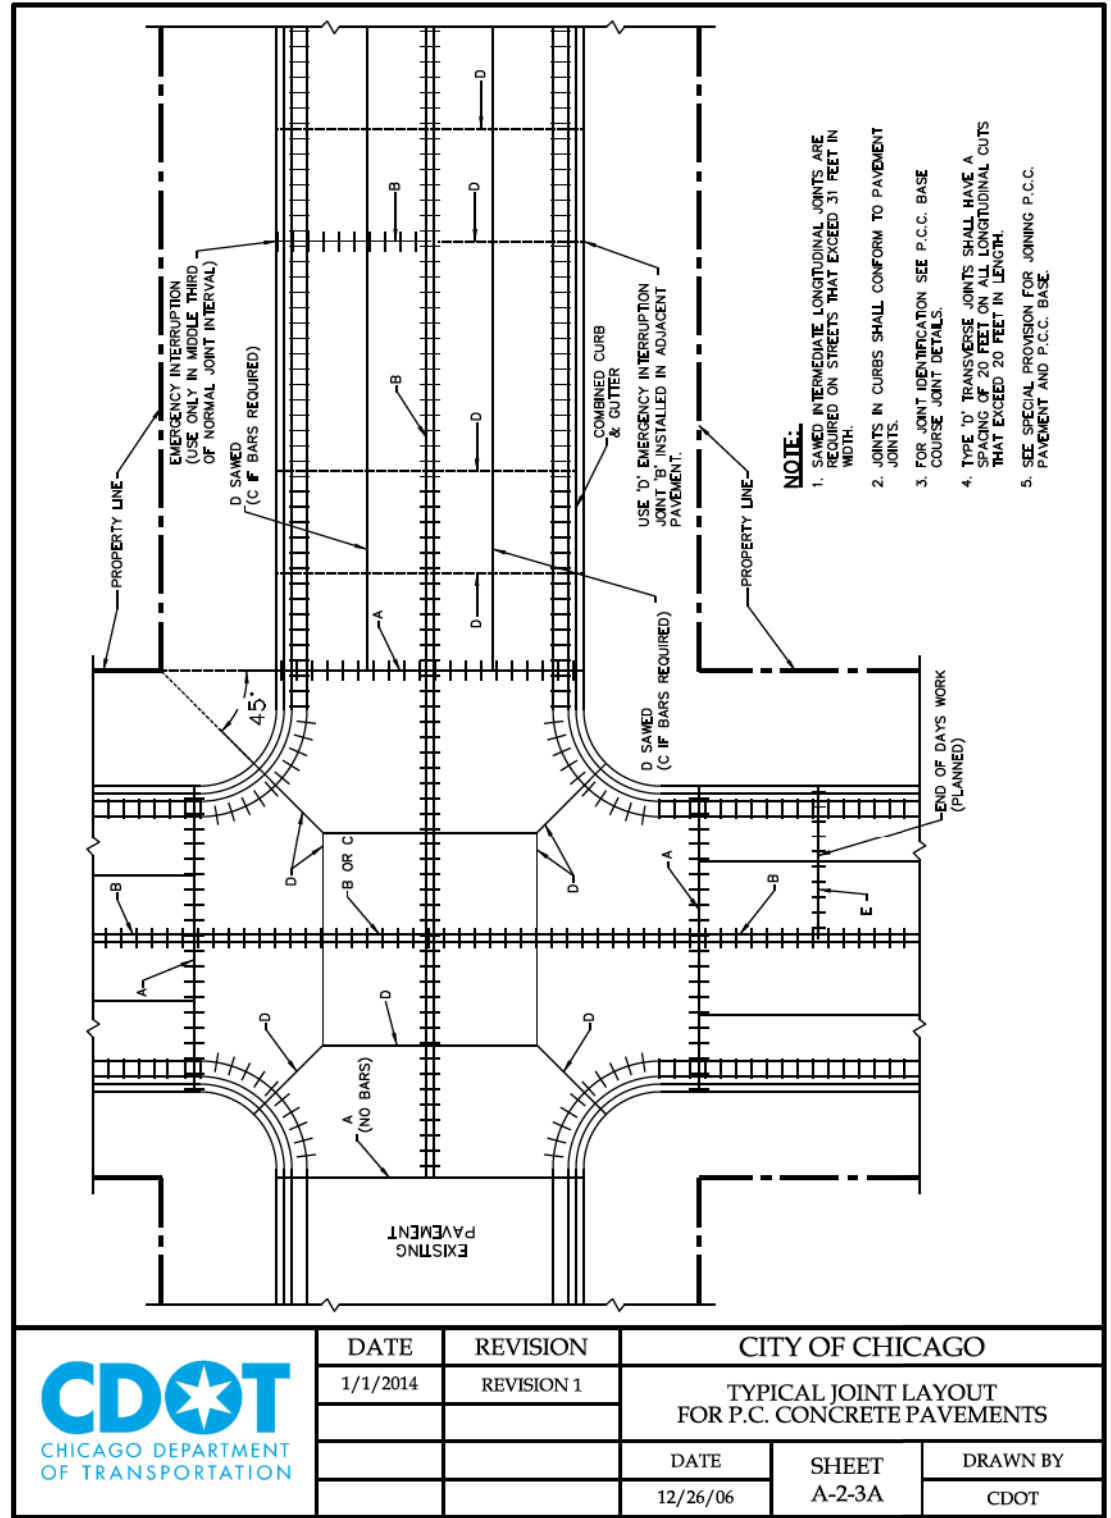 PROPERTY LINE
EMERGENCY INTERRUPTION
(USE ONLY IN MIDDLE THIRD
OF NORMAL JOINT INTERVAL)
D SAWED
(C IF BARS REQUIRED)
D
B
D
B
D
D
A
45°
COMBINED CURB
& GUTTER
USE 'D' EMERGENCY INTERRUPTION
JOINT 'B' INSTALLED IN ADJACENT
PAVEMENT.
D SAWED
(C IF BARS REQUIRED)
PROPERTY LINE
NOTE:
1. SAWED INTERMEDIATE LONGITUDINAL JOINTS ARE
REQUIRED ON STREETS THAT EXCEED 31 FEET IN
WIDTH.
2. JOINTS IN CURBS SHALL CONFORM TO PAVEMENT
JOINTS.
3. FOR JOINT IDENTIFICATION SEE P.C.C. BASE
COURSE JOINT DETAILS.
4. TYPE 'D' TRANSVERSE JOINTS SHALL HAVE A
SPACING OF 20 FEET ON ALL LONGITUDINAL CUTS
THAT EXCEED 20 FEET IN LENGTH.
5. SEE SPECIAL PROVISION FOR JOINING P.C.C.
PAVEMENT AND P.C.C. BASE.
END OF DAYS WORK
(PLANNED)
B
A
D
B OR C
D
A
B
E
D
D
D
A
(NO BARS)
EXISTING
PAVEMENT
CDOT
CHICAGO DEPARTMENT
OF TRANSPORTATION
DATE
REVISION
1/1/2014
REVISION 1
CITY OF CHICAGO
TYPICAL JOINT LAYOUT
FOR P.C. CONCRETE PAVEMENTS
DATE
12/26/06
SHEET
A-2-3A
DRAWN BY
CDOT